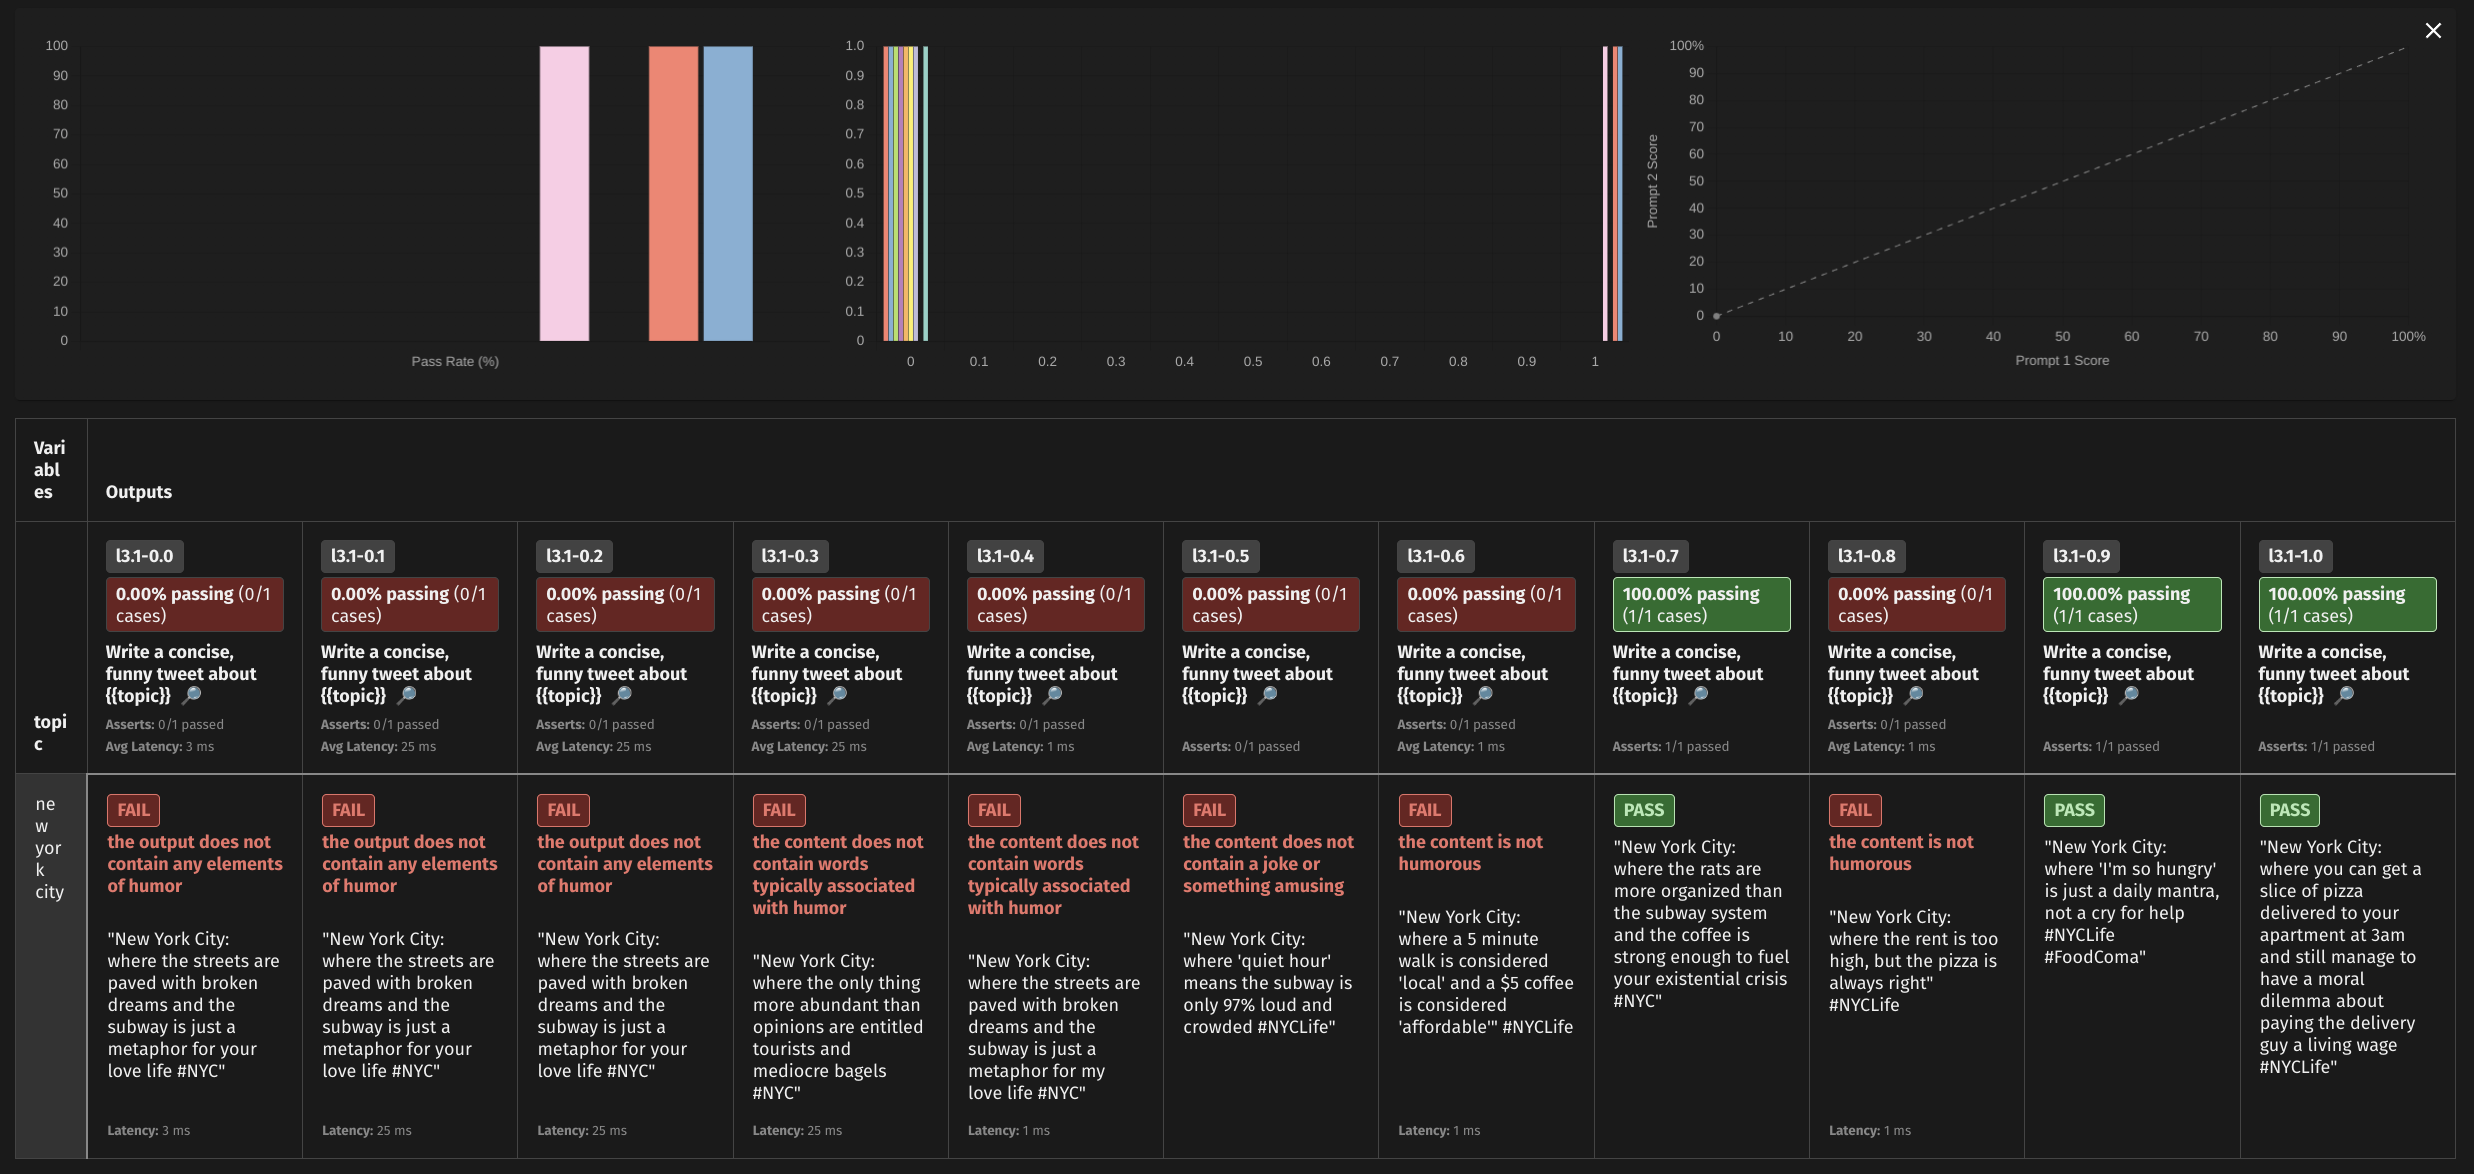 100
90
80
70
60
50
40
30
20
10
0
Pass Rate (%)
1.0
0.9
0.8
0.7
0.6
0.5
0.4
0.3
0.2
0.1
0
0 0.1 0.2 0.3 0.4 0.5 0.6 0.7 0.8 0.9 1
Prompt 2 Score
100%
90
80
70
60
50
40
30
20
10
0
0 10 20 30 40 50 60 70 80 90 100%
Prompt 1 Score
Vari
abl
es
Outputs
topi
c
l3.1-0.0
0.00% passing (0/1
cases)
Write a concise,
funny tweet about
{{topic}}
Asserts: 0/1 passed
Avg Latency: 3 ms
l3.1-0.1
0.00% passing (0/1
cases)
Write a concise,
funny tweet about
{{topic}}
Asserts: 0/1 passed
Avg Latency: 25 ms
l3.1-0.2
0.00% passing (0/1
cases)
Write a concise,
funny tweet about
{{topic}}
Asserts: 0/1 passed
Avg Latency: 25 ms
l3.1-0.3
0.00% passing (0/1
cases)
Write a concise,
funny tweet about
{{topic}}
Asserts: 0/1 passed
Avg Latency: 25 ms
l3.1-0.4
0.00% passing (0/1
cases)
Write a concise,
funny tweet about
{{topic}}
Asserts: 0/1 passed
Avg Latency: 1 ms
l3.1-0.5
0.00% passing (0/1
cases)
Write a concise,
funny tweet about
{{topic}}
Asserts: 0/1 passed
l3.1-0.6
0.00% passing (0/1
cases)
Write a concise,
funny tweet about
{{topic}}
Asserts: 0/1 passed
Avg Latency: 1 ms
l3.1-0.7
100.00% passing
(1/1 cases)
Write a concise,
funny tweet about
{{topic}}
Asserts: 1/1 passed
l3.1-0.8
0.00% passing (0/1
cases)
Write a concise,
funny tweet about
{{topic}}
Asserts: 0/1 passed
Avg Latency: 1 ms
l3.1-0.9
100.00% passing
(1/1 cases)
Write a concise,
funny tweet about
{{topic}}
Asserts: 1/1 passed
l3.1-1.0
100.00% passing
(1/1 cases)
Write a concise,
funny tweet about
{{topic}}
Asserts: 1/1 passed
ne
w
yor
k
city
FAIL
the output does not
contain any elements
of humor
"New York City:
where the streets are
paved with broken
dreams and the
subway is just a
metaphor for your
love life #NYC"
Latency: 3 ms
FAIL
the output does not
contain any elements
of humor
"New York City:
where the streets are
paved with broken
dreams and the
subway is just a
metaphor for your
love life #NYC"
Latency: 25 ms
FAIL
the output does not
contain any elements
of humor
"New York City:
where the streets are
paved with broken
dreams and the
subway is just a
metaphor for your
love life #NYC"
Latency: 25 ms
FAIL
the content does not
contain words
typically associated
with humor
"New York City:
where the only thing
more abundant than
opinions are entitled
tourists and
mediocre bagels
#NYC"
Latency: 25 ms
FAIL
the content does not
contain words
typically associated
with humor
"New York City:
where the streets are
paved with broken
dreams and the
subway is just a
metaphor for my
love life #NYC"
Latency: 1 ms
FAIL
the content does not
contain a joke or
something amusing
"New York City:
where 'quiet hour'
means the subway is
only 97% loud and
crowded #NYCLife"
FAIL
the content is not
humorous
"New York City:
where a 5 minute
walk is considered
'local' and a $5 coffee
is considered
'affordable'" #NYCLife
Latency: 1 ms
PASS
"New York City:
where the rats are
more organized than
the subway system
and the coffee is
strong enough to fuel
your existential crisis
#NYC"
FAIL
the content is not
humorous
"New York City:
where the rent is too
high, but the pizza is
always right"
#NYCLife
Latency: 1 ms
PASS
"New York City:
where 'I'm so hungry'
is just a daily mantra,
not a cry for help
#NYCLife
#FoodComa"
PASS
"New York City:
where you can get a
slice of pizza
delivered to your
apartment at 3am
and still manage to
have a moral
dilemma about
paying the delivery
guy a living wage
#NYCLife"